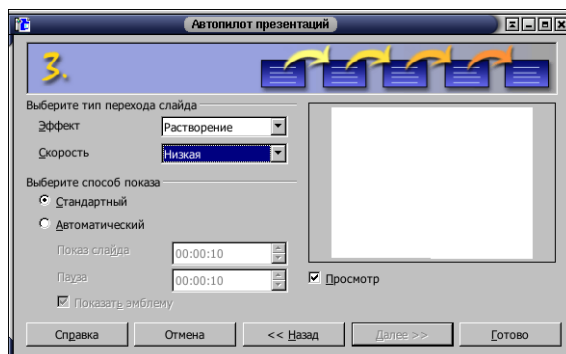 Автопилот презентаций
3.
Выберите тип перехода слайда
Эффект Растворение
Скорость Низкая
Выберите способ показа
Стандартный
Автоматический
Показ слайда 00:00:10
Пауза 00:00:10
Показать эмблему
Просмотр
Справка Отмена << Назад Далее >> Готово